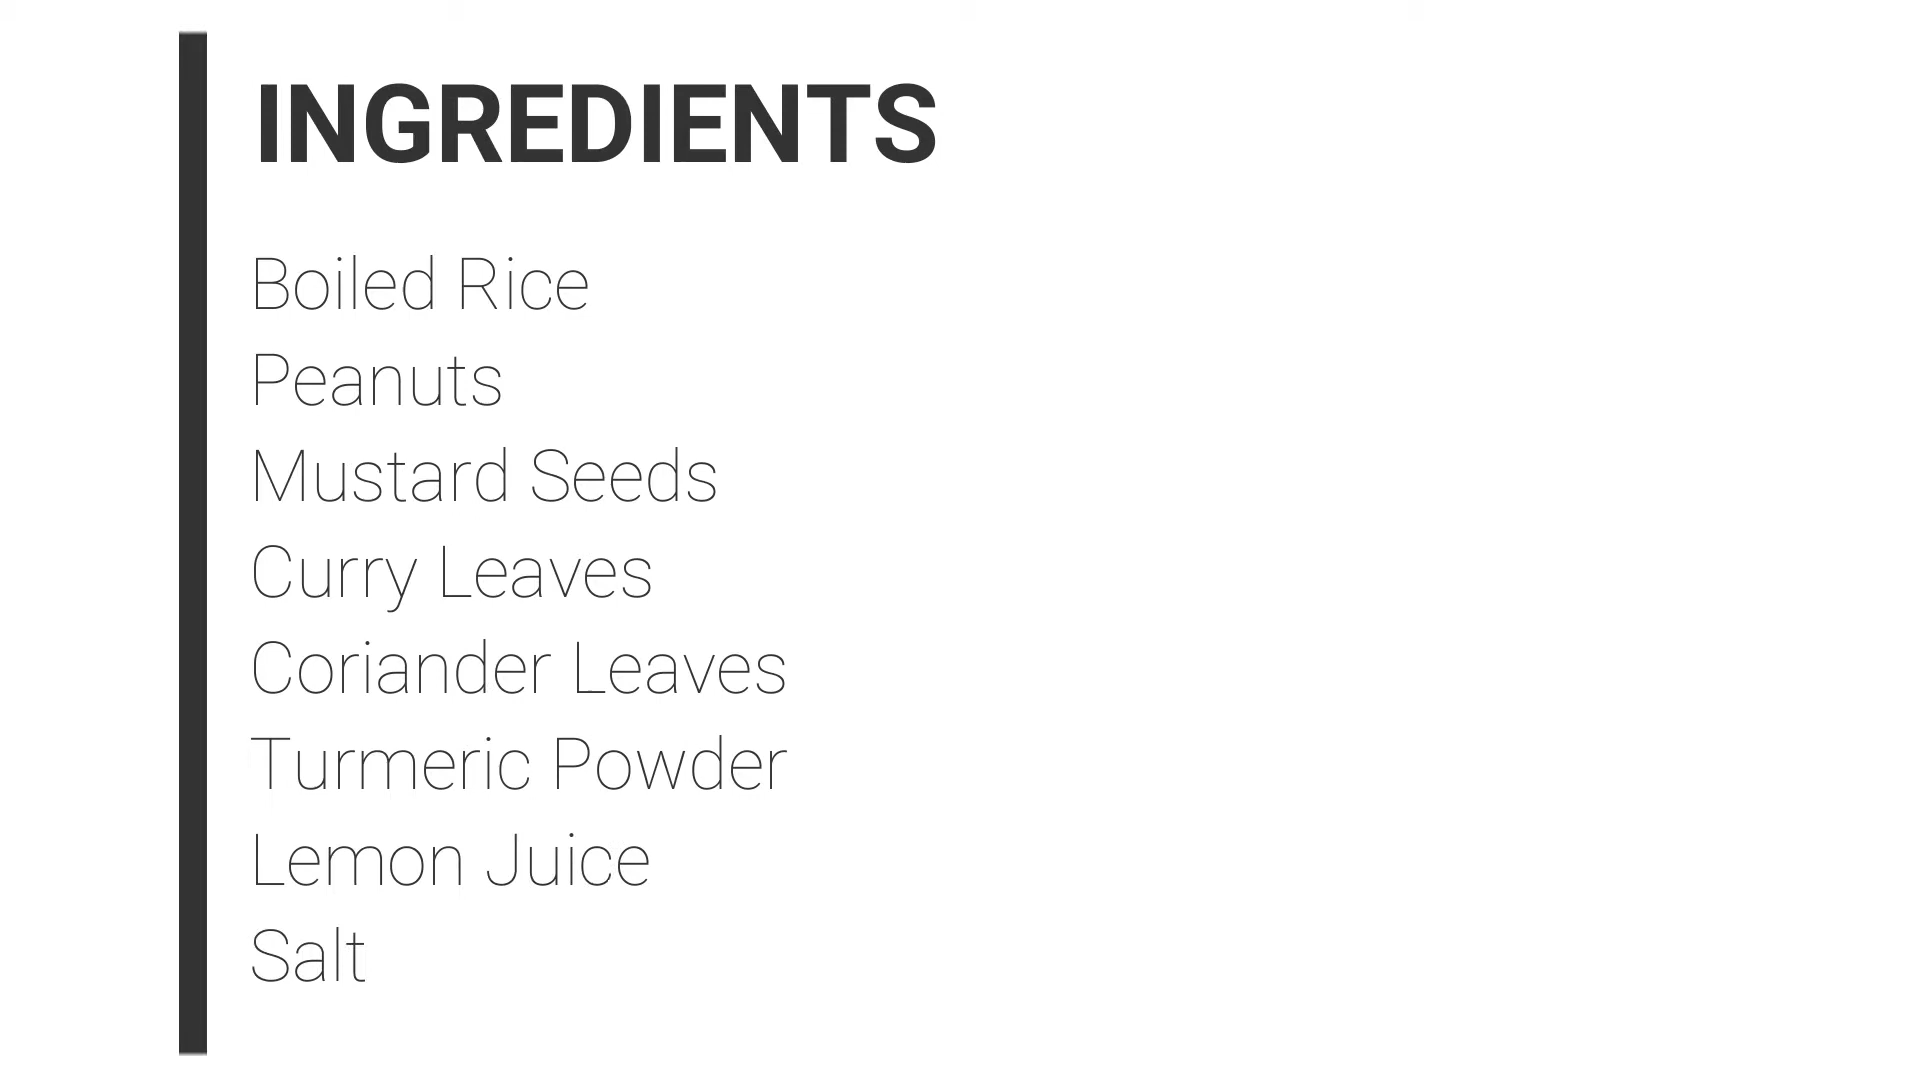 INGREDIENTS
Boiled Rice
Peanuts
Mustard Seeds
Curry Leaves
Coriander Leaves
Turmeric Powder
Lemon Juice
Salt